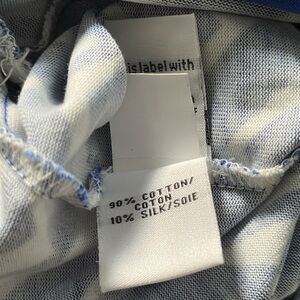 is label with
90% COTTON/
COTON
10% SILK/SOIE